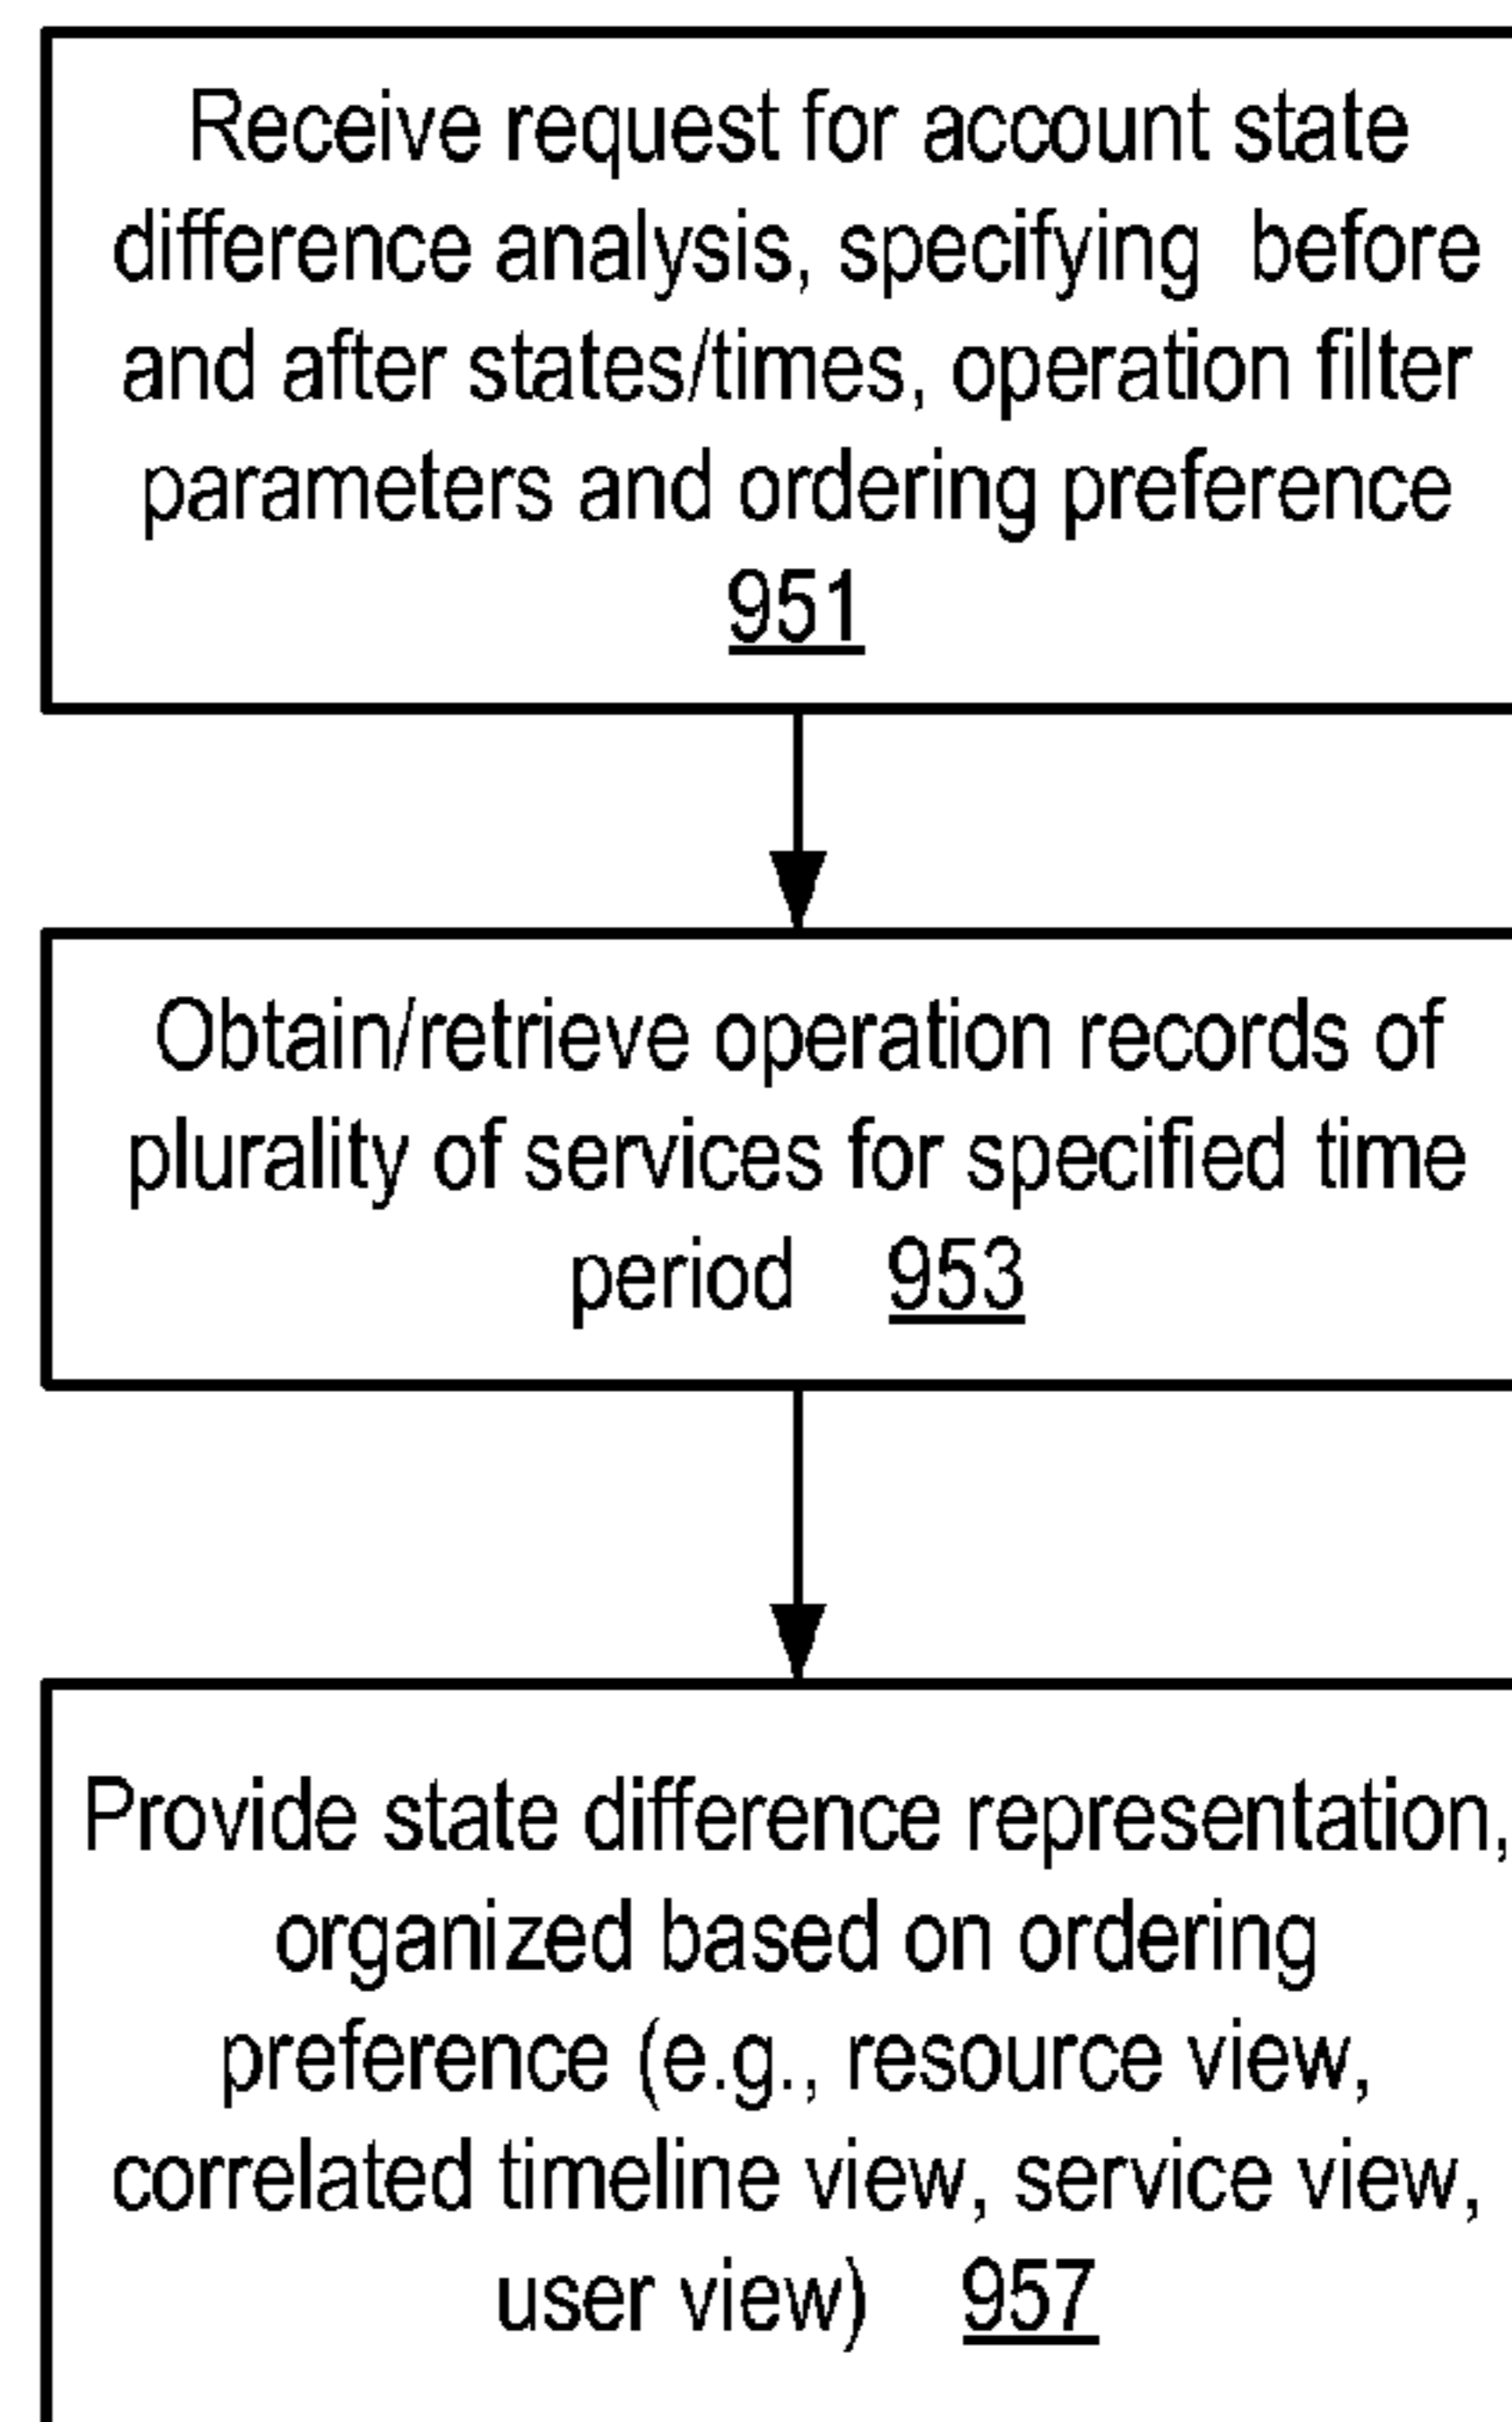 Receive request for account state
difference analysis, specifying before
and after states/times, operation filter
parameters and ordering preference
951
Obtain/retrieve operation records of
plurality of services for specified time
period 953
Provide state difference representation,
organized based on ordering
preference (e.g., resource view,
correlated timeline view, service view,
user view) 957